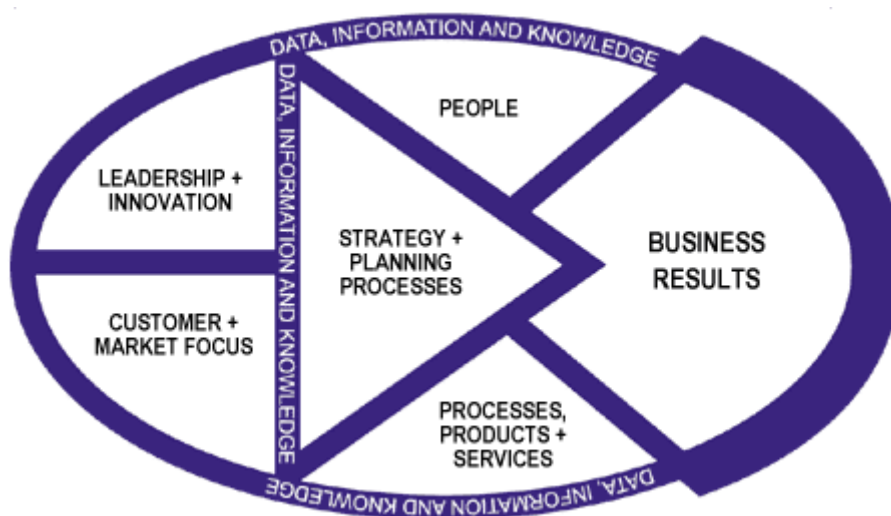 DATA, INFORMATION AND KNOWLEDGE
PEOPLE
DATA, INFORMATION AND KNOWLEDGE
LEADERSHIP +
INNOVATION
STRATEGY +
PLANNING
PROCESSES
BUSINESS
RESULTS
CUSTOMER +
MARKET FOCUS
PROCESSES,
PRODUCTS +
SERVICES
DATA, INFORMATION AND KNOWLEDGE